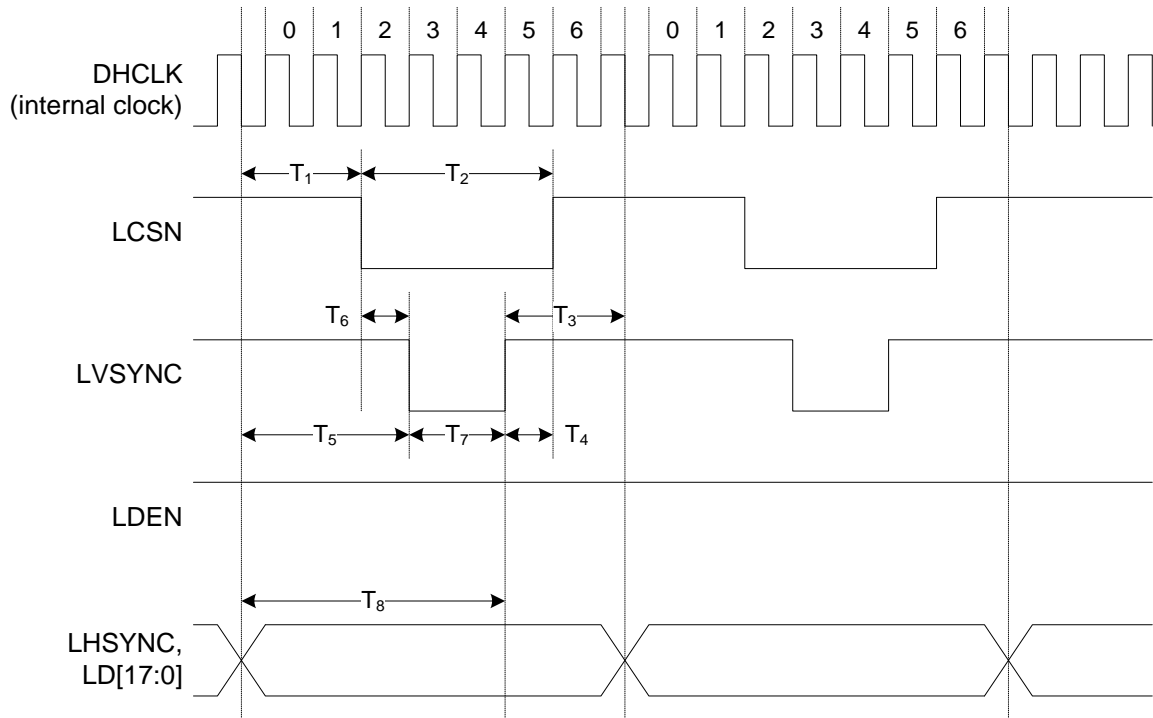 0 1 2 3 4 5 6 0 1 2 3 4 5 6
DHCLK
(internal clock)
T₁ T₂
LCSN
T₆ T₃
LVSYNC
T₅ T₇ T₄
LDEN
T₈
LHSYNC,
LD[17:0]